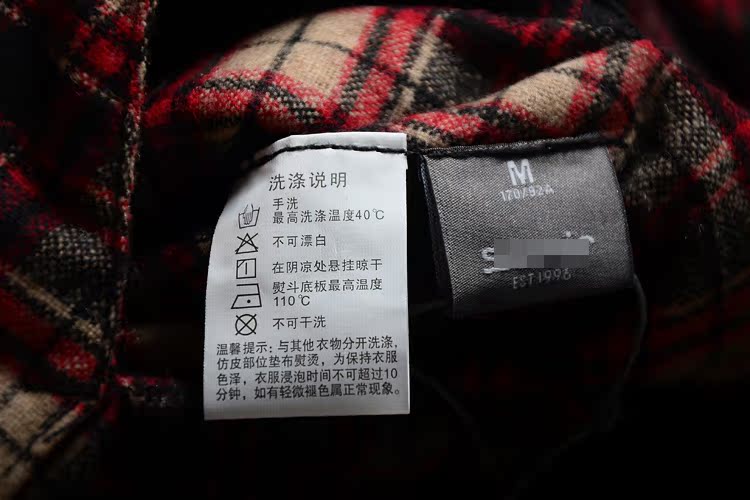 洗涤说明
手洗
最高洗涤温度40℃
不可漂白
在阴凉处悬挂晾干
熨斗底板最高温度
110℃
不可干洗
温馨提示:与其他衣物分开洗涤,
仿皮部位垫布熨烫,为保持衣服
色泽,衣服浸泡时间不可超过10
分钟,如有轻微褪色属正常现象。
M
170/92A
EST1996